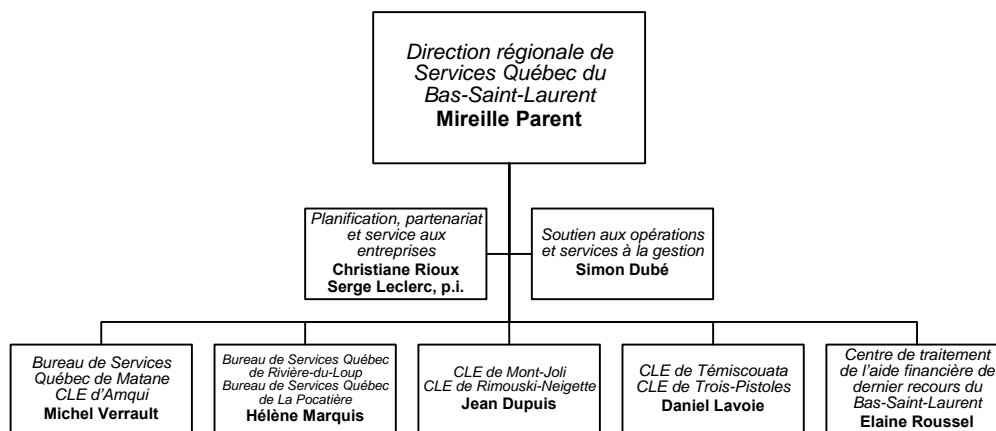 Direction régionale de
Services Québec du
Bas-Saint-Laurent
Mireille Parent
Planification, partenariat
et service aux
entreprises
Christiane Rioux
Serge Leclerc, p.i.
Soutien aux opérations
et services à la gestion
Simon Dubé
Bureau de Services
Québec de Matane
CLE d'Amqui
Michel Verrault
Bureau de Services Québec
de Rivière-du-Loup
Bureau de Services Québec
de La Pocatière
Hélène Marquis
CLE de Mont-Joli
CLE de Rimouski-Neigette
Jean Dupuis
CLE de Témiscouata
CLE de Trois-Pistoles
Daniel Lavoie
Centre de traitement
de l'aide financière de
dernier recours du
Bas-Saint-Laurent
Elaine Roussel